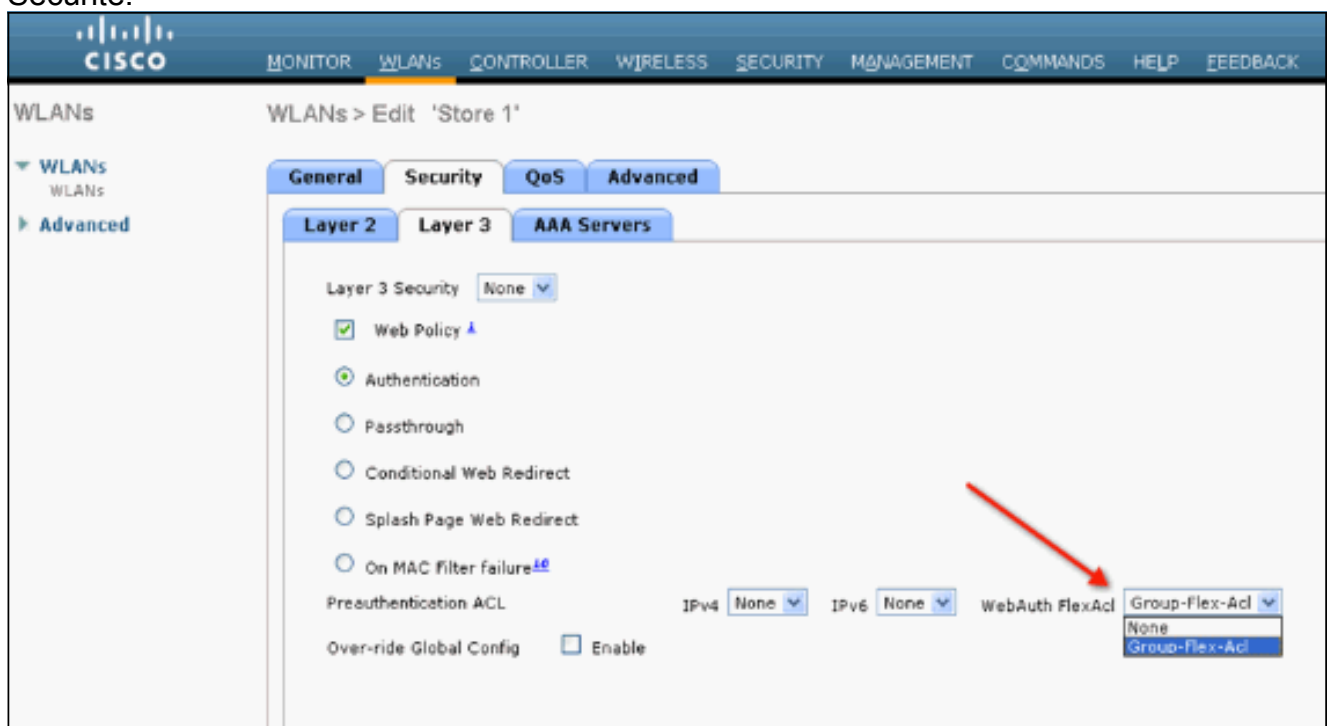 Sécurité.
CISCO
MONITOR WLANs CONTROLLER WIRELESS SECURITY MANAGEMENT COMMANDS HELP FEEDBACK
WLANs
WLANs > Edit 'Store 1'
WLANs
WLANs
Advanced
General Security QoS Advanced
Layer 2 Layer 3 AAA Servers
Layer 3 Security None
Web Policy 1
Authentication
Passthrough
Conditional Web Redirect
Splash Page Web Redirect
On MAC Filter failure10
Preauthentication ACL IPv4 None IPv6 None WebAuth FlexAcl Group-Flex-Acl
None
Group-Flex-Acl
Over-ride Global Config Enable